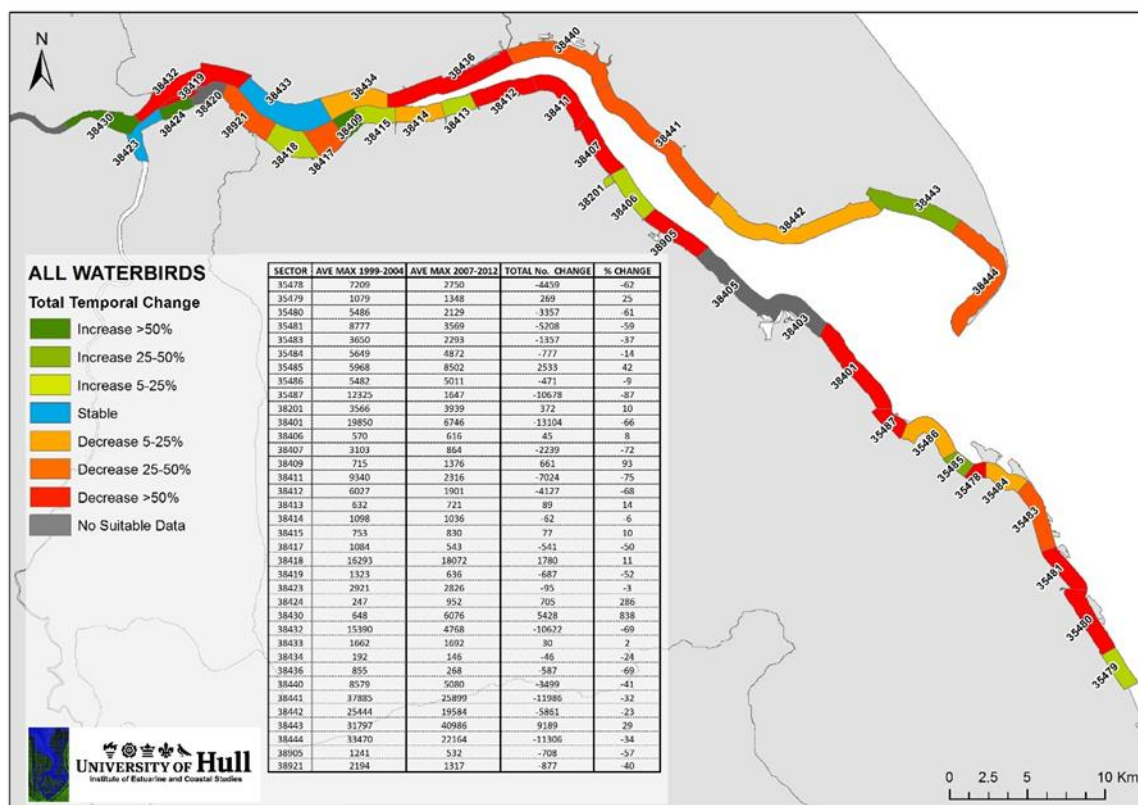 N
38430
38423
38432
38424
38419
38420
38921
38433
38418
38417
38434
38409
38415
38414
38413
38436
38412
38440
38411
38407
38201
38406
38905
38441
38442
38443
38444
38405
38403
38401
35487
35486
35485
35478
35484
35483
35481
35480
35479
ALL WATERBIRDS
Total Temporal Change
Increase >50%
Increase 25-50%
Increase 5-25%
Stable
Decrease 5-25%
Decrease 25-50%
Decrease >50%
No Suitable Data
SECTOR AVE MAX 1999-2004 AVE MAX 2007-2012 TOTAL No. CHANGE % CHANGE
35478 7209 2750 -4459 -62
35479 1079 1348 269 25
35480 5486 2129 -3357 -61
35481 8777 3569 -5208 -59
35483 3650 2293 -1357 -37
35484 5649 4872 -777 -14
35485 5968 8502 2533 42
35486 5482 5011 -471 -9
35487 12325 1647 -10678 -87
38201 3566 3939 372 10
38401 19850 6746 -13104 -66
38406 570 616 45 8
38407 3103 864 -2239 -72
38409 715 1376 661 93
38411 9340 2316 -7024 -75
38412 6027 1901 -4127 -68
38413 632 721 89 14
38414 1098 1036 -62 -6
38415 753 830 77 10
38417 1084 543 -541 -50
38418 16293 18072 1780 11
38419 1323 636 -687 -52
38423 2921 2826 -95 -3
38424 247 952 705 286
38430 648 6076 5428 838
38432 15390 4768 -10622 -69
38433 1662 1692 30 2
38434 192 146 -46 -24
38436 855 268 -587 -69
38440 8579 5080 -3499 -41
38441 37885 25899 -11986 -32
38442 25444 19584 -5861 -23
38443 31797 40986 9189 29
38444 33470 22164 -11306 -34
38905 1241 532 -708 -57
38921 2194 1317 -877 -40
UNIVERSITY OF Hull
Institute of Estuarine and Coastal Studies
0 2.5 5 10 Km